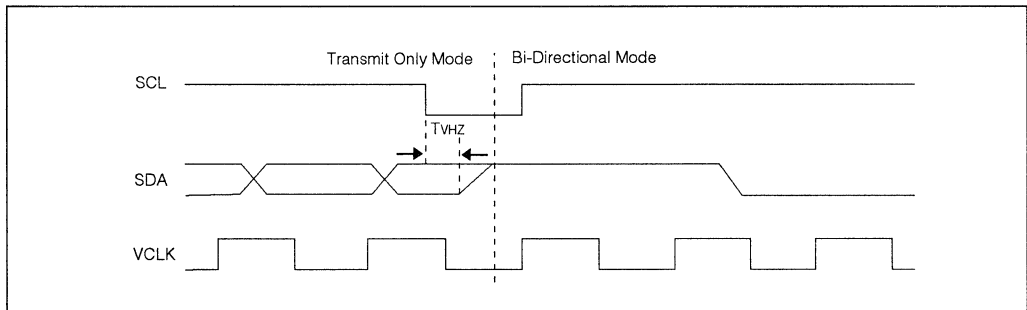 Transmit Only Mode
Bi-Directional Mode
SCL
TVHZ
SDA
VCLK